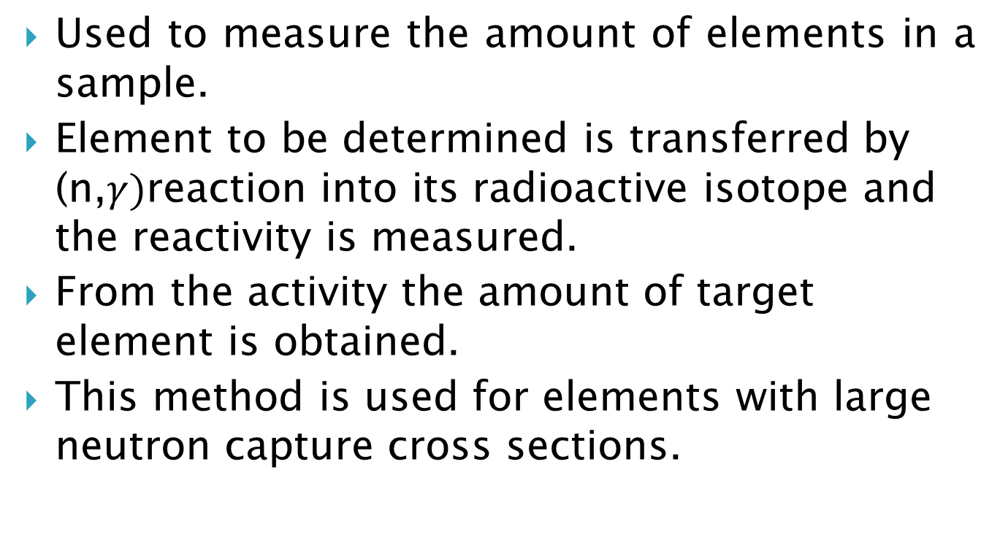 Used to measure the amount of elements in a
sample.
Element to be determined is transferred by
(n,γ)reaction into its radioactive isotope and
the reactivity is measured.
From the activity the amount of target
element is obtained.
This method is used for elements with large
neutron capture cross sections.